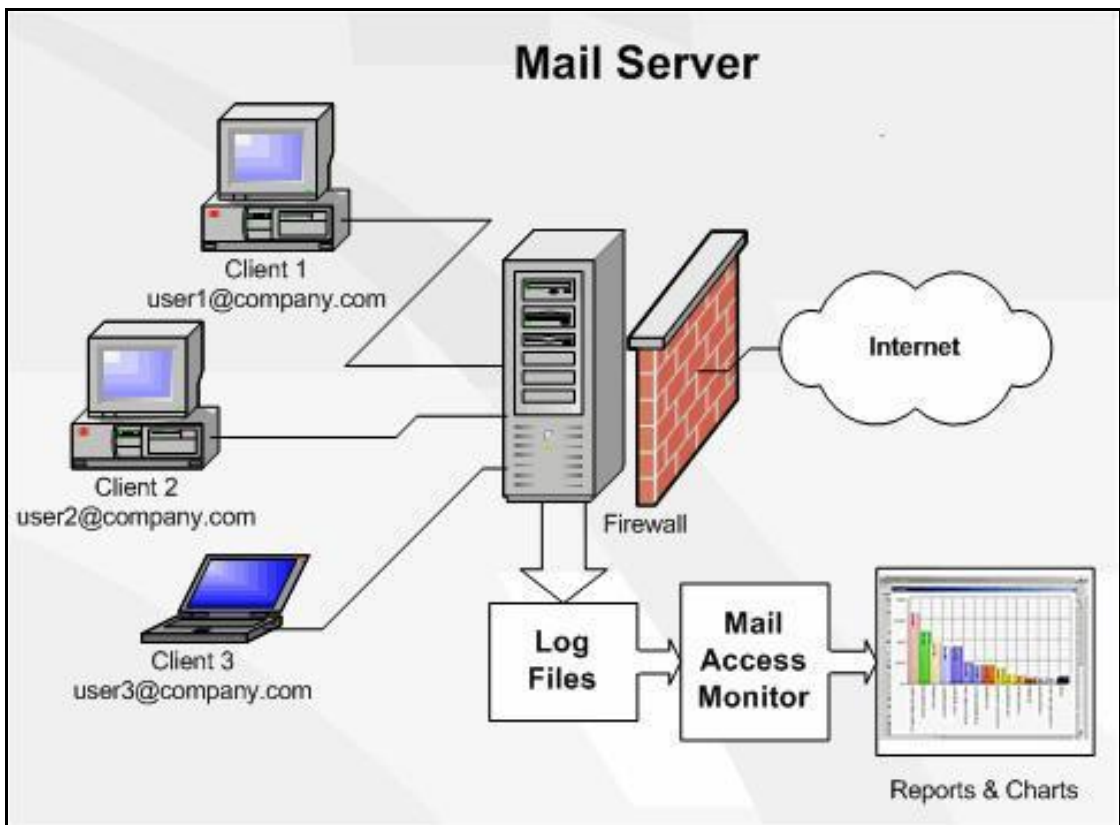 Mail Server
Client 1
user1@company.com
Internet
Client 2
user2@company.com
Firewall
Client 3
user3@company.com
Log
Files
Mail
Access
Monitor
Reports & Charts